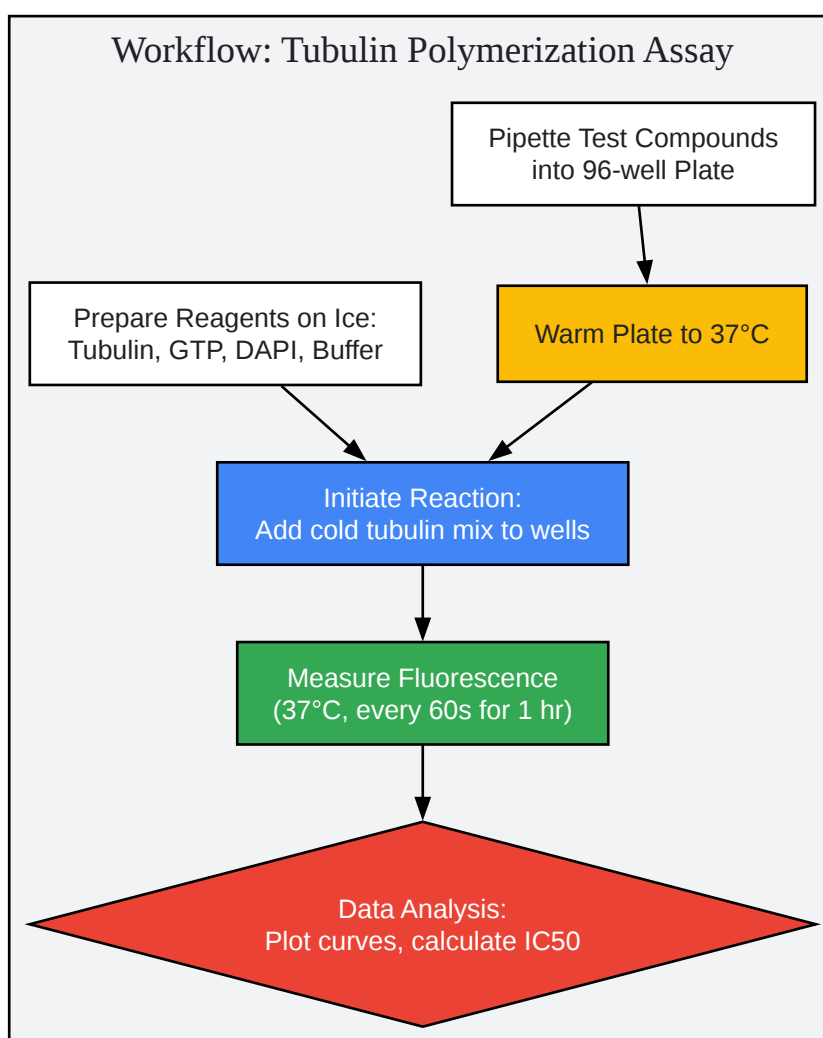 Workflow: Tubulin Polymerization Assay
Pipette Test Compounds
into 96-well Plate
Prepare Reagents on Ice:
Tubulin, GTP, DAPI, Buffer
Warm Plate to 37°C
Initiate Reaction:
Add cold tubulin mix to wells
Measure Fluorescence
(37°C, every 60s for 1 hr)
Data Analysis:
Plot curves, calculate IC50